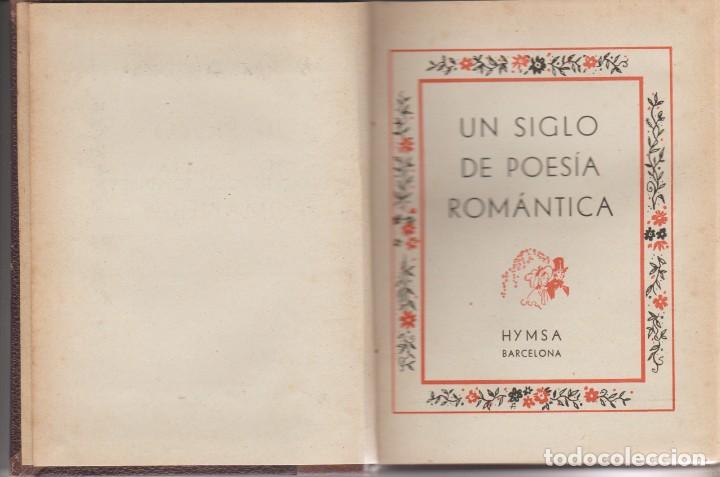 UN SIGLO
DE POESÍA
ROMÁNTICA
HYMSA
BARCELONA
todocoleccion